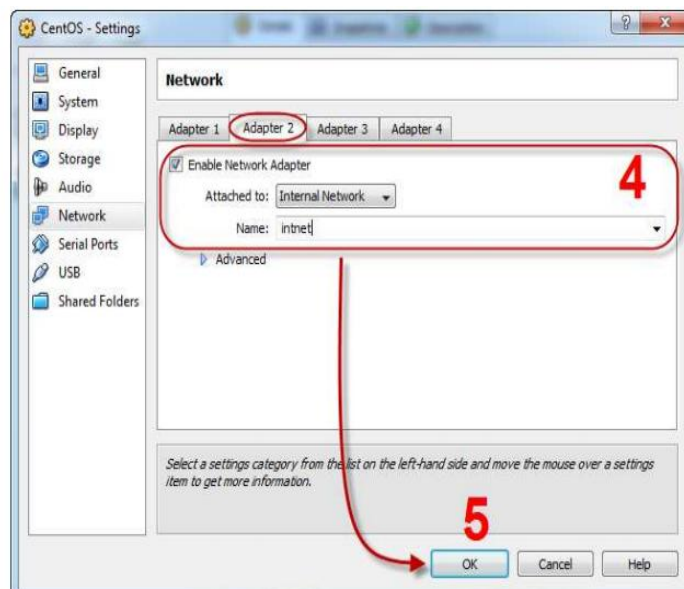 CentOS - Settings
General
System
Display
Storage
Audio
Network
Serial Ports
USB
Shared Folders
Network
Adapter 1 Adapter 2 Adapter 3 Adapter 4
Enable Network Adapter
4
Attached to: Internal Network
Name: intnet
Advanced
Select a settings category from the list on the left-hand side and move the mouse over a settings
item to get more information.
5
OK Cancel Help